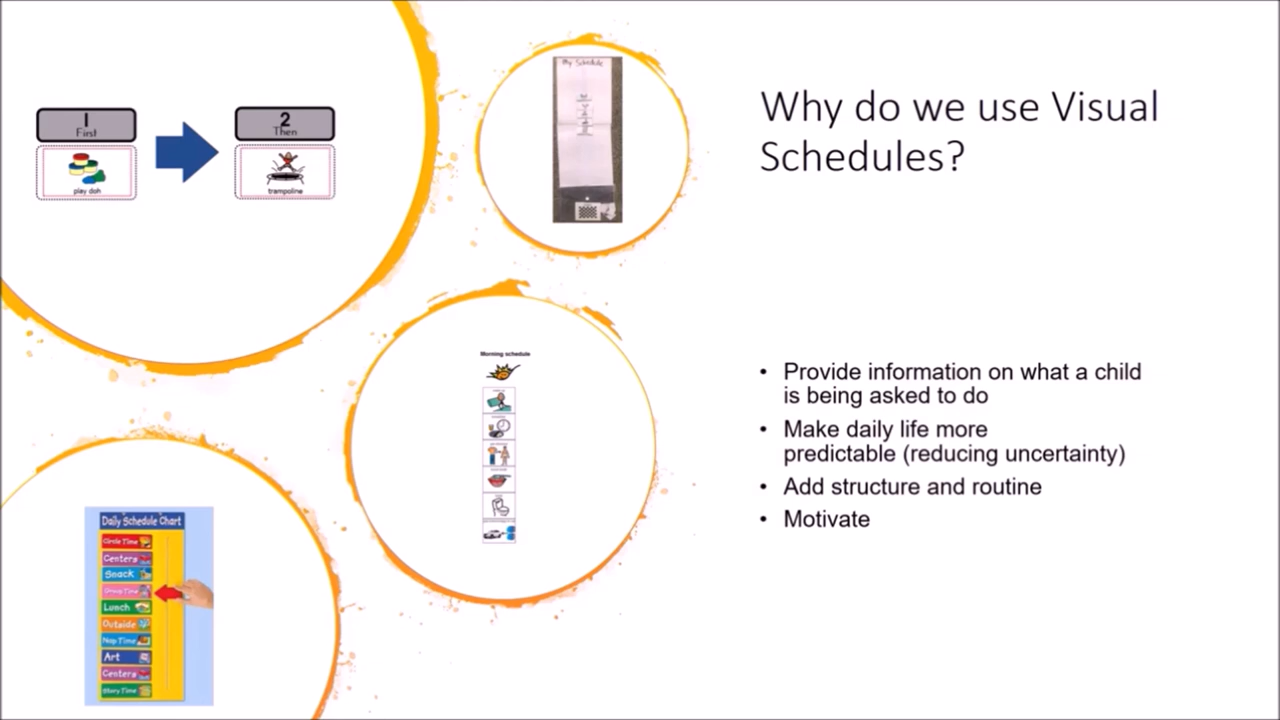 Why do we use Visual
Schedules?
1
First
play doh
2
Then
trampoline
My Schedule
Morning schedule
Daily Schedule Chart
Circle Time
Centers
Snack
Group Time
Lunch
Outside
Nap Time
Art
Centers
Story Time
• Provide information on what a child
is being asked to do
• Make daily life more
predictable (reducing uncertainty)
• Add structure and routine
• Motivate